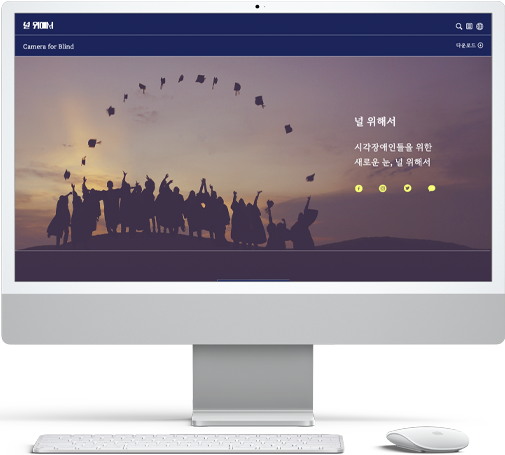 널 위해서
Camera for Blind
다운로드
널 위해서
시각장애인들을 위한
새로운 눈, 널 위해서